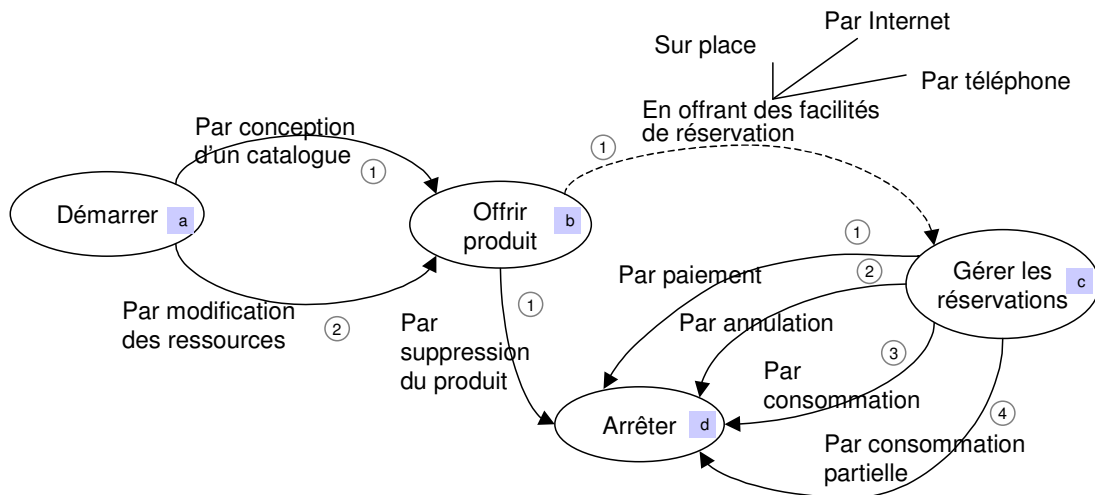 Par Internet
Sur place
Par téléphone
En offrant des facilités
de réservation
1
Par conception
d'un catalogue
1
Démarrer a
Offrir
produit b
Par modification
des ressources
2
Par
suppression
du produit
1
Gérer les
réservations c
Par paiement
1
Par annulation
2
Par
consommation
3
Par consommation
partielle
4
Arrêter d